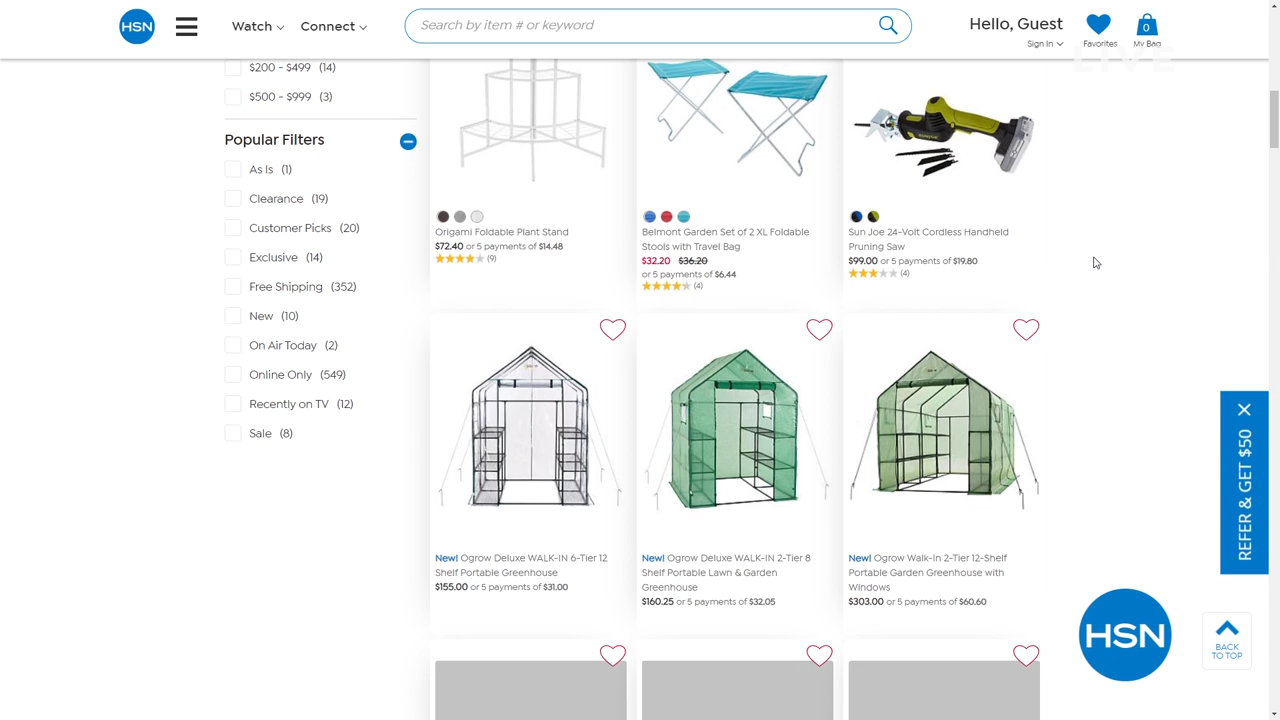 HSN
Watch
Connect
Search by item # or keyword
Hello, Guest
Sign In
Favorites
0
My Bag
LIVE
$200 - $499 (14)
$500 - $999 (3)
Popular Filters
As Is (1)
Clearance (19)
Customer Picks (20)
Exclusive (14)
Free Shipping (352)
New (10)
On Air Today (2)
Online Only (549)
Recently on TV (12)
Sale (8)
Origami Foldable Plant Stand
$72.40 or 5 payments of $14.48
(9)
Belmont Garden Set of 2 XL Foldable
Stools with Travel Bag
$32.20 $36.20
or 5 payments of $6.44
(4)
Sun Joe 24-Volt Cordless Handheld
Pruning Saw
$99.00 or 5 payments of $19.80
(4)
New! Ogrow Deluxe WALK-IN 6-Tier 12
Shelf Portable Greenhouse
$155.00 or 5 payments of $31.00
New! Ogrow Deluxe WALK-IN 2-Tier 8
Shelf Portable Lawn & Garden
Greenhouse
$160.25 or 5 payments of $32.05
New! Ogrow Walk-In 2-Tier 12-Shelf
Portable Garden Greenhouse with
Windows
$303.00 or 5 payments of $60.60
REFER & GET $50
HSN
BACK
TO TOP